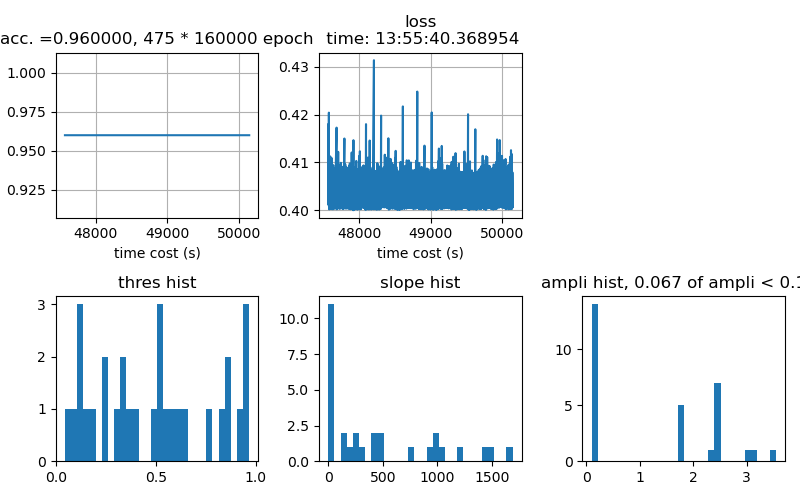 acc. =0.960000, 475 * 160000 epoch
loss
time: 13:55:40.368954
1.000
0.975
0.950
0.925
48000 49000 50000
time cost (s)
0.43
0.42
0.41
0.40
48000 49000 50000
time cost (s)
thres hist
3
2
1
0
0.0 0.5 1.0
slope hist
10.0
7.5
5.0
2.5
0.0
0 500 1000 1500
ampli hist, 0.067 of ampli < 0.1
10
5
0
0 1 2 3